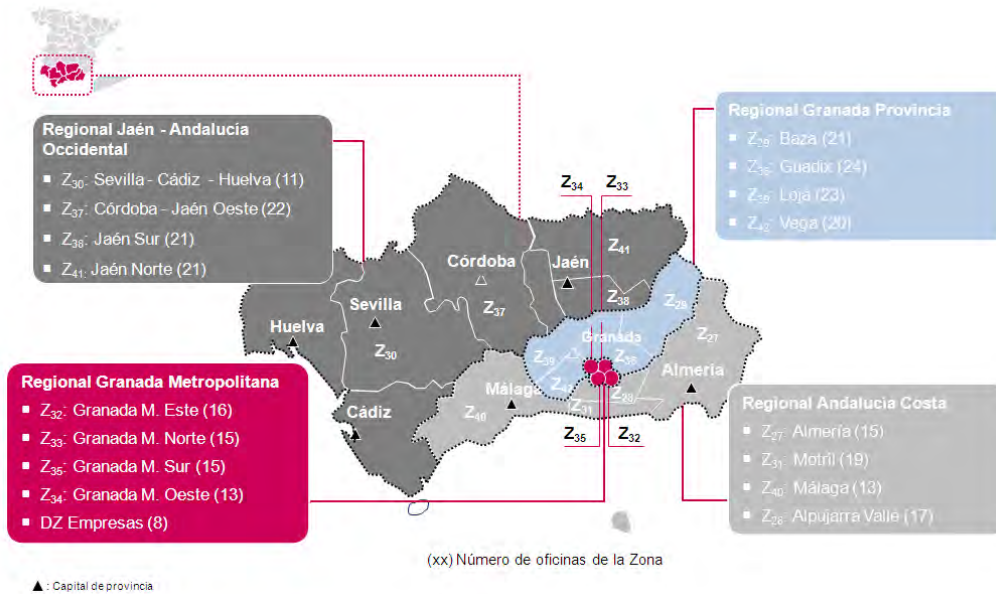 Regional Jaén - Andalucía
Occidental
▪ Z30: Sevilla - Cádiz - Huelva (11)
▪ Z37: Córdoba - Jaén Oeste (22)
▪ Z38: Jaén Sur (21)
▪ Z41: Jaén Norte (21)
Regional Granada Provincia
▪ Z29: Baza (21)
▪ Z36: Guadix (24)
▪ Z39: Loja (23)
▪ Z42: Vega (20)
Z34
Z33
Z41
Córdoba
Jaén
Z37
Z38
Z29
Sevilla
Huelva
Z30
Granada
Z27
Z39
Z36
Z42
Almería
Málaga
Z40
Z31
Z28
Cádiz
Z35
Z32
Regional Granada Metropolitana
▪ Z32: Granada M. Este (16)
▪ Z33: Granada M. Norte (15)
▪ Z35: Granada M. Sur (15)
▪ Z34: Granada M. Oeste (13)
▪ DZ Empresas (8)
Regional Andalucia Costa
▪ Z27: Almería (15)
▪ Z31: Motril (19)
▪ Z40: Málaga (13)
▪ Z28: Alpujarra Valle (17)
(xx) Número de oficinas de la Zona
▲ : Capital de provincia